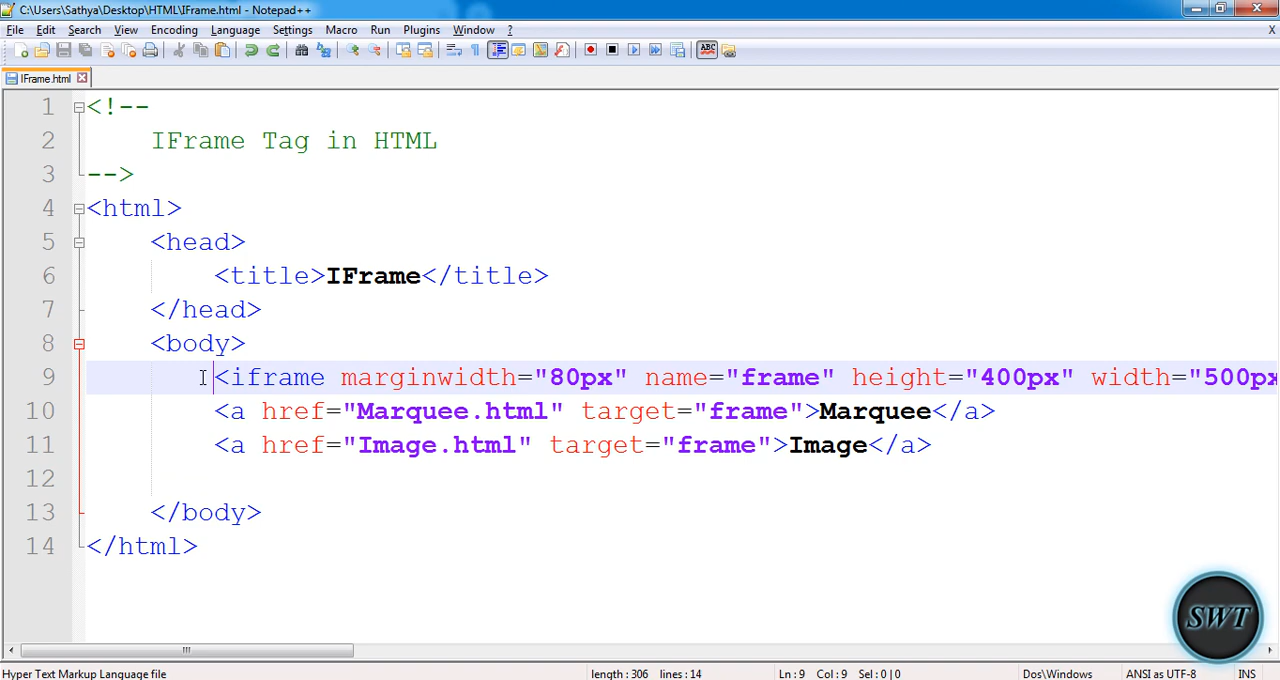 C:\Users\Sathya\Desktop\HTML\IFrame.html - Notepad++
File Edit Search View Encoding Language Settings Macro Run Plugins Window ? X
ABC
IFrame.html
1 <!--
2 IFrame Tag in HTML
3 -->
4 <html>
5 <head>
6 <title>IFrame</title>
7 </head>
8 <body>
9 <iframe marginwidth="80px" name="frame" height="400px" width="500px
10 <a href="Marquee.html" target="frame">Marquee</a>
11 <a href="Image.html" target="frame">Image</a>
12
13 </body>
14 </html>
SWT
Hyper Text Markup Language file length : 306 lines : 14 Ln : 9 Col : 9 Sel : 0 | 0 Dos\Windows ANSI as UTF-8 INS